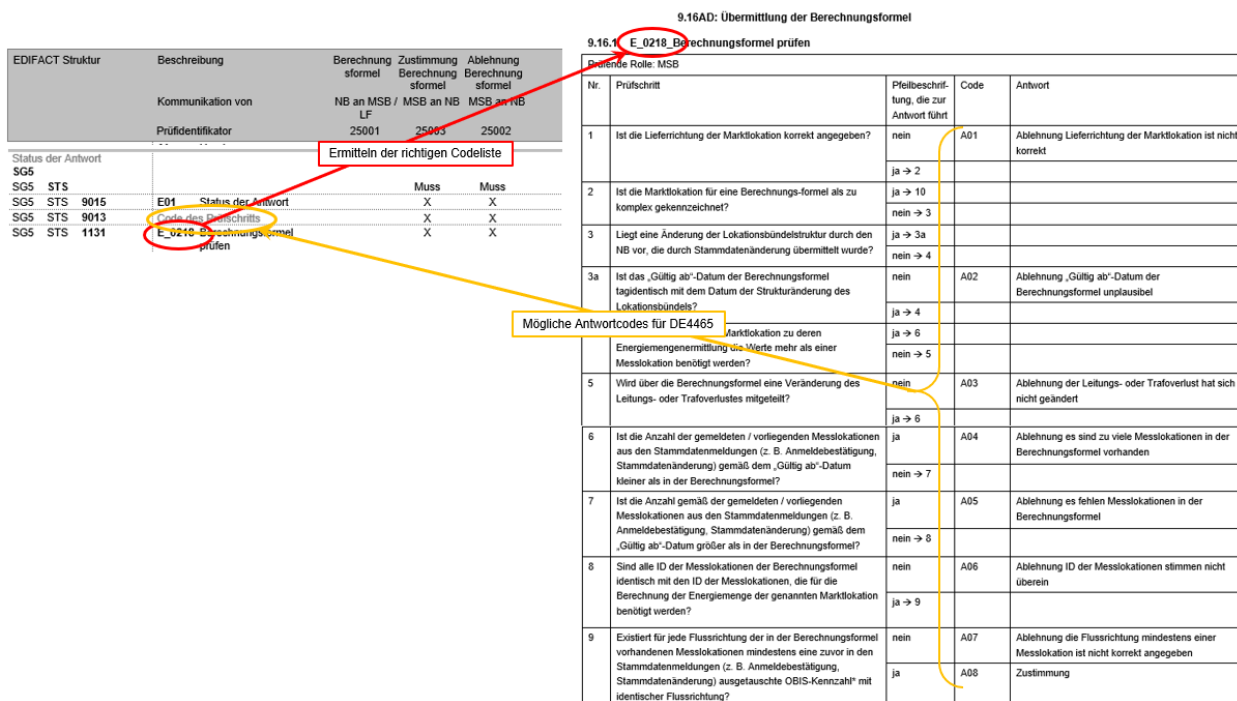 9.16AD: Übermittlung der Berechnungsformel
9.16.1 E_0218_Berechnungsformel prüfen
EDIFACT Struktur Beschreibung Berechnung Zustimmung Ablehnung
sformel Berechnung Berechnung
sformel sformel
Kommunikation von NB an MSB / MSB an NB MSB an NB
LF
Prüfidentifikator 25001 25003 25002
Status der Antwort
SG5
SG5 STS Muss Muss
SG5 STS 9015 E01 Status der Antwort X X
SG5 STS 9013 Code des Prüfschritts X X
SG5 STS 1131 E_0218 Berechnungsformel X X
prüfen
Ermitteln der richtigen Codeliste
Mögliche Antwortcodes für DE4465
Prüfende Rolle: MSB
Nr. Prüfschritt Pfeilbeschrif- Code Antwort
tung, die zur
Antwort führt
1 Ist die Lieferrichtung der Marktlokation korrekt angegeben? nein A01 Ablehnung Lieferrichtung der Marktlokation ist nicht
korrekt
ja → 2
2 Ist die Marktlokation für eine Berechnungs-formel als zu ja → 10
komplex gekennzeichnet?
nein → 3
3 Liegt eine Änderung der Lokationsbündelstruktur durch den ja → 3a
NB vor, die durch Stammdatenänderung übermittelt wurde?
nein → 4
3a Ist das „Gültig ab“-Datum der Berechnungsformel nein A02 Ablehnung „Gültig ab“-Datum der
tagidentisch mit dem Datum der Strukturänderung des Berechnungsformel unplausibel
Lokationsbündels?
ja → 4
Marktlokation zu deren ja → 6
Energiemengenermittlung die Werte mehr als einer
Messlokation benötigt werden? nein → 5
5 Wird über die Berechnungsformel eine Veränderung des nein A03 Ablehnung der Leitungs- oder Trafoverlust hat sich
Leitungs- oder Trafoverlustes mitgeteilt? nicht geändert
ja → 6
6 Ist die Anzahl der gemeldeten / vorliegenden Messlokationen ja A04 Ablehnung es sind zu viele Messlokationen in der
aus den Stammdatenmeldungen (z. B. Anmeldebestätigung, Berechnungsformel vorhanden
Stammdatenänderung) gemäß dem „Gültig ab“-Datum nein → 7
kleiner als in der Berechnungsformel?
7 Ist die Anzahl gemäß der gemeldeten / vorliegenden ja A05 Ablehnung es fehlen Messlokationen in der
Messlokationen aus den Stammdatenmeldungen (z. B. Berechnungsformel
Anmeldebestätigung, Stammdatenänderung) gemäß dem
„Gültig ab“-Datum größer als in der Berechnungsformel? nein → 8
8 Sind alle ID der Messlokationen der Berechnungsformel nein A06 Ablehnung ID der Messlokationen stimmen nicht
identisch mit den ID der Messlokationen, die für die überein
Berechnung der Energiemenge der genannten Marktlokation ja → 9
benötigt werden?
9 Existiert für jede Flussrichtung der in der Berechnungsformel nein A07 Ablehnung die Flussrichtung mindestens einer
vorhandenen Messlokationen mindestens eine zuvor in den Messlokation ist nicht korrekt angegeben
Stammdatenmeldungen (z. B. Anmeldebestätigung,
Stammdatenänderung) ausgetauschte OBIS-Kennzahl* mit ja A08 Zustimmung
identischer Flussrichtung?